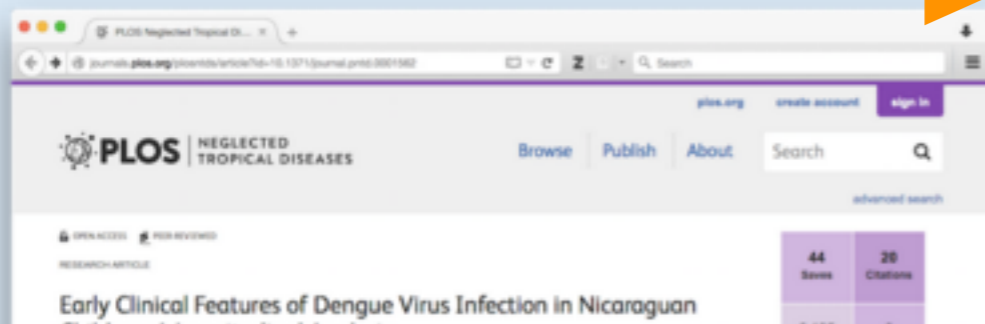 PLOS Neglected Tropical Di... × +
journals.plos.org/plosntds/article?id=10.1371/journal.pntd.0001562
Z
Search
plos.org create account sign in
PLOS NEGLECTED
TROPICAL DISEASES
Browse Publish About Search
advanced search
OPEN ACCESS PEER-REVIEWED
RESEARCH ARTICLE
44
Saves
20
Citations
Early Clinical Features of Dengue Virus Infection in Nicaraguan